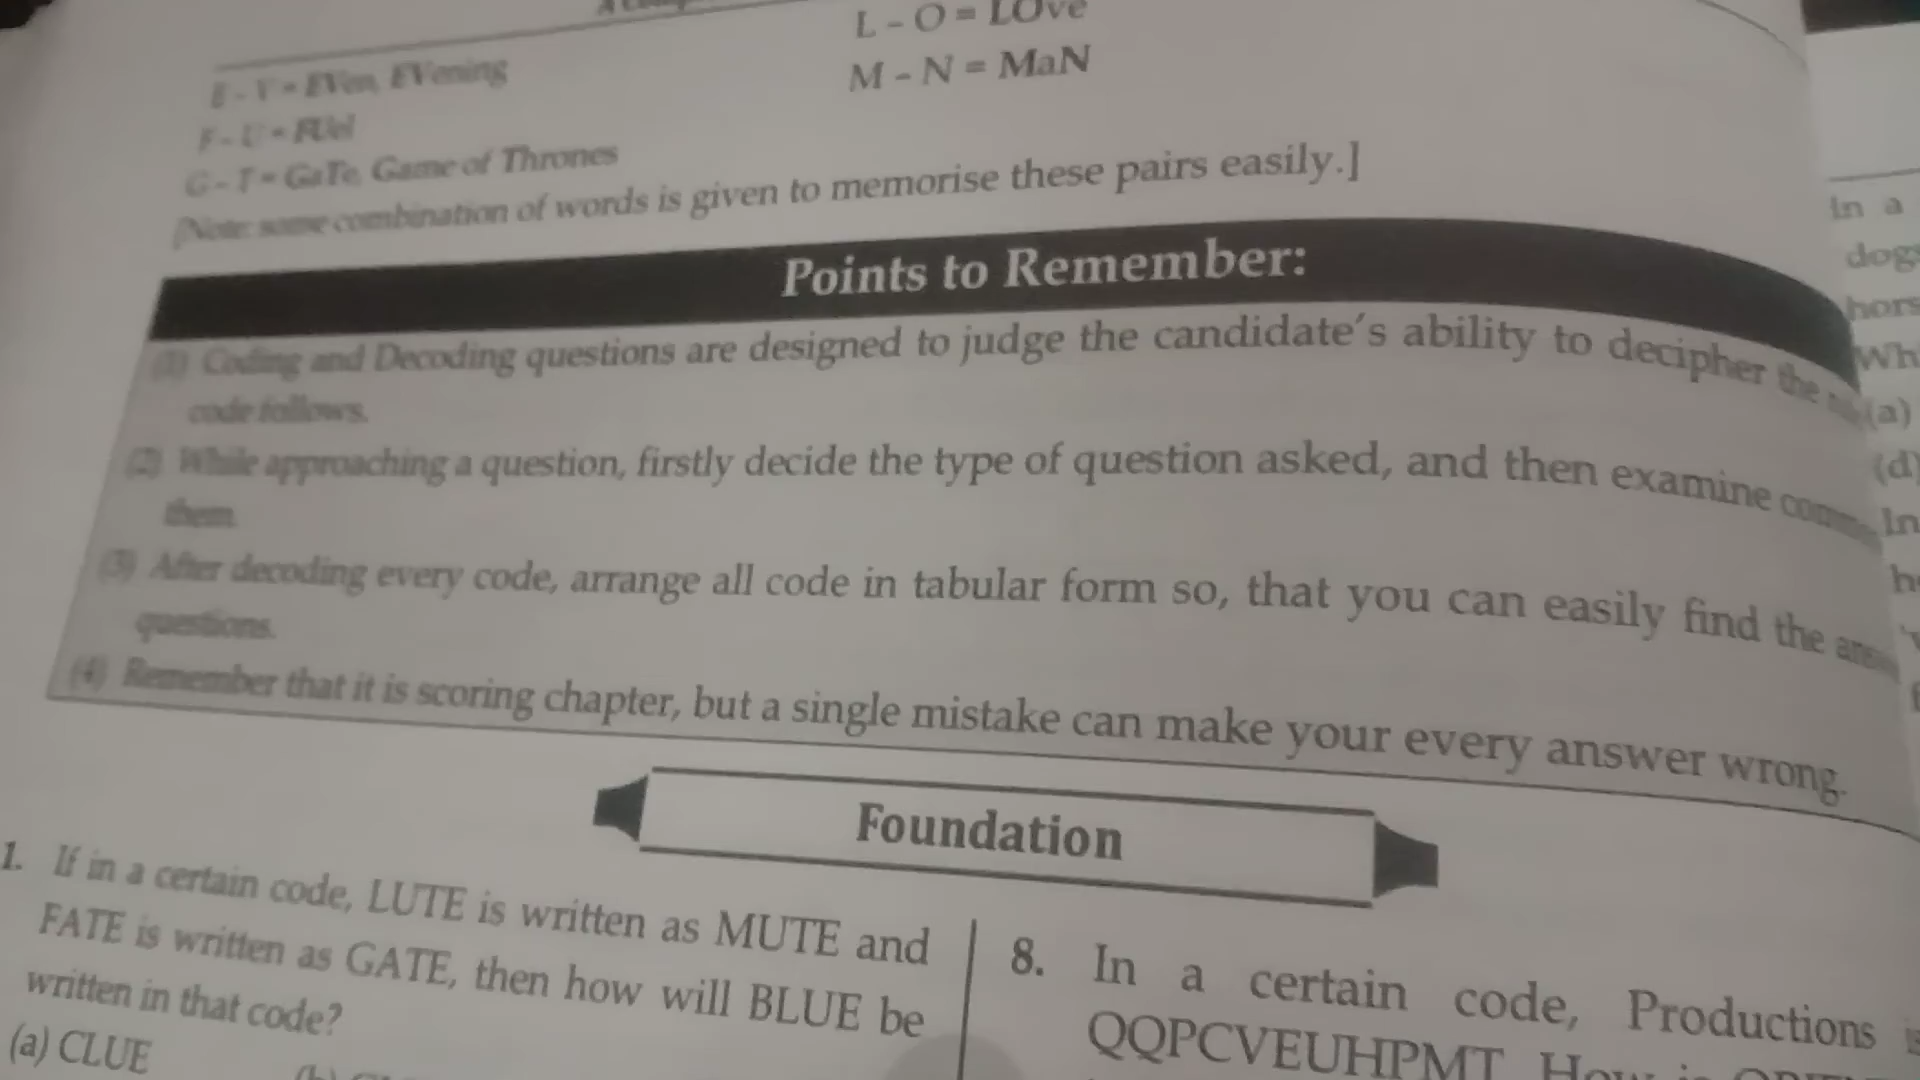 L - O = LOve
E - V = EVen, EVening
M - N = MaN
F - U = FUel
G - T = GaTe, Game of Thrones
[Note: some combination of words is given to memorise these pairs easily.]
Points to Remember:
(1) Coding and Decoding questions are designed to judge the candidate's ability to decipher the
code follows.
(2) While approaching a question, firstly decide the type of question asked, and then examine
them.
(3) After decoding every code, arrange all code in tabular form so, that you can easily find the
questions.
(4) Remember that it is scoring chapter, but a single mistake can make your every answer wrong.
Foundation
1. If in a certain code, LUTE is written as MUTE and
FATE is written as GATE, then how will BLUE be
written in that code?
(a) CLUE
8. In a certain code, Productions
QQPCVEUHPMT. How
In a
(a)
(d)
In